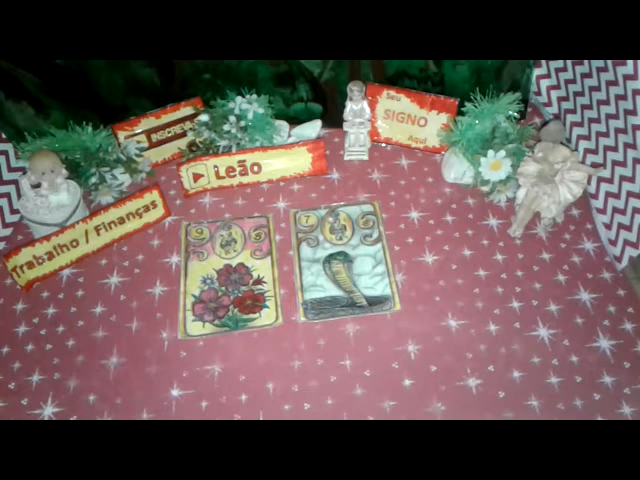 INSCREVA
Seu
SIGNO
Aqui
Leão
Trabalho / Finanças
9
7